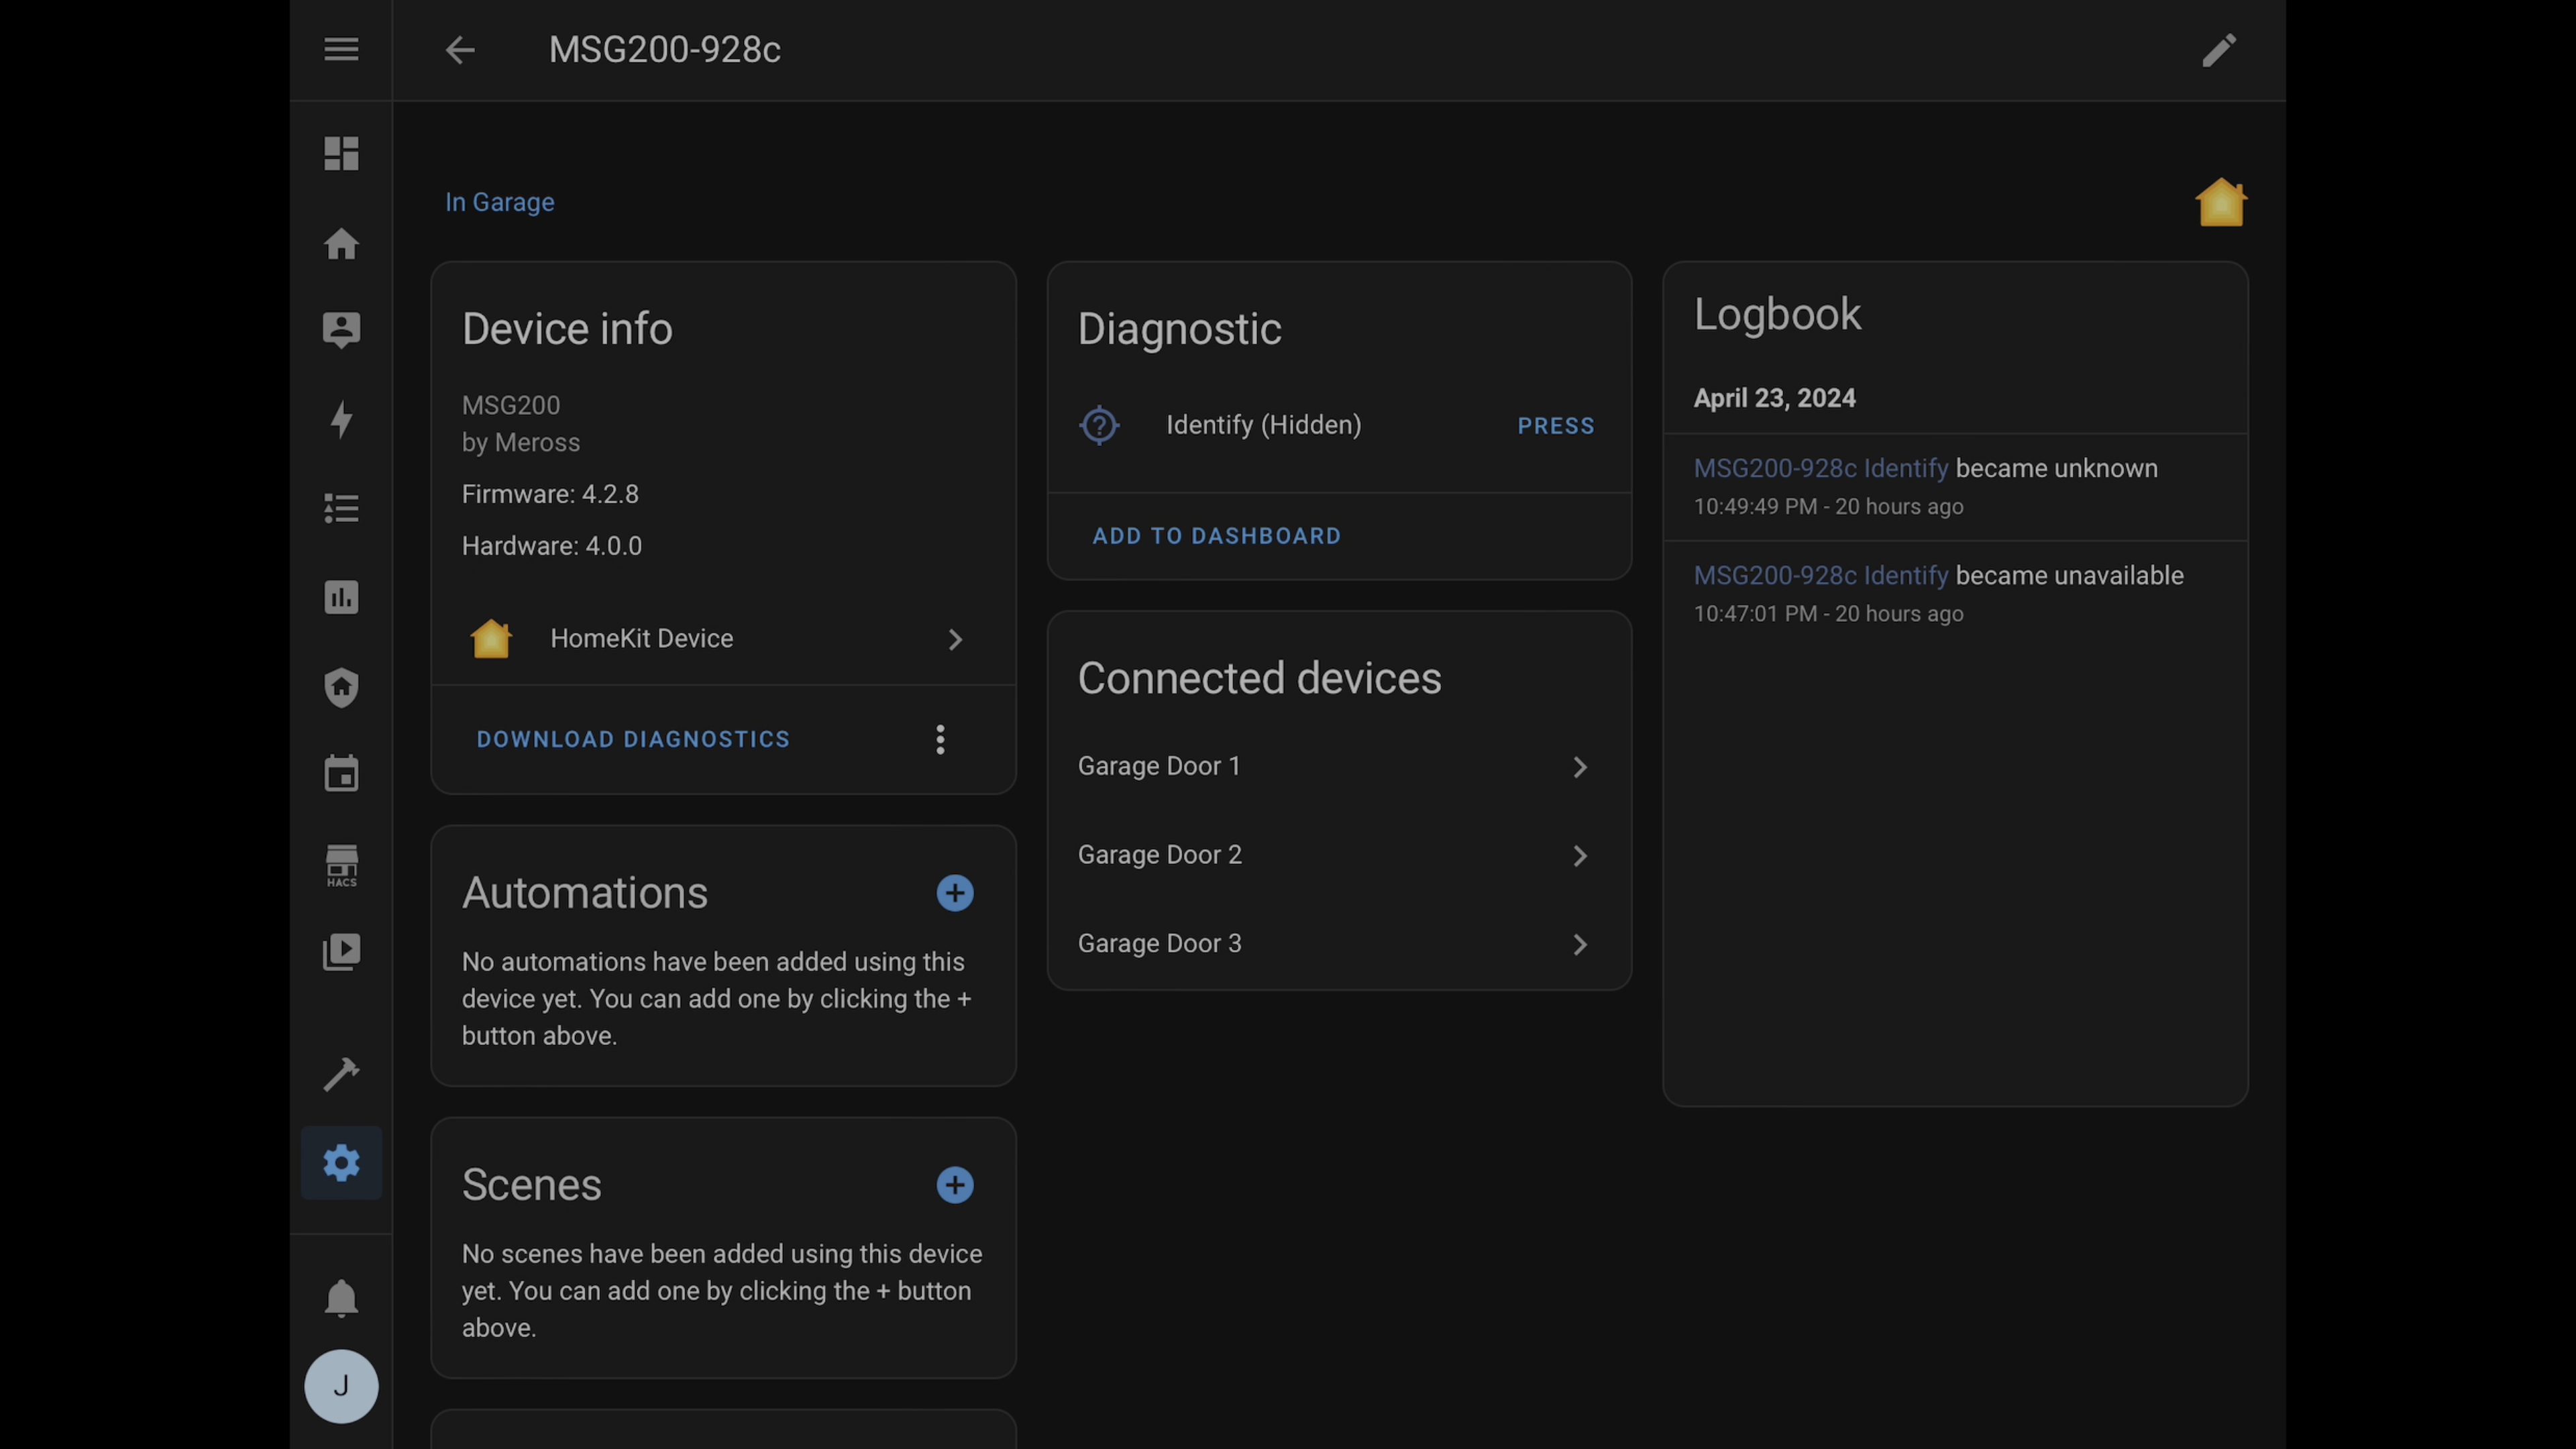 MSG200-928c
In Garage
Device info
MSG200
by Meross
Firmware: 4.2.8
Hardware: 4.0.0
HomeKit Device
DOWNLOAD DIAGNOSTICS
Automations
No automations have been added using this
device yet. You can add one by clicking the +
button above.
Scenes
No scenes have been added using this device
yet. You can add one by clicking the + button
above.
Diagnostic
Identify (Hidden)
PRESS
ADD TO DASHBOARD
Connected devices
Garage Door 1
Garage Door 2
Garage Door 3
Logbook
April 23, 2024
MSG200-928c Identify became unknown
10:49:49 PM - 20 hours ago
MSG200-928c Identify became unavailable
10:47:01 PM - 20 hours ago
HACS
J